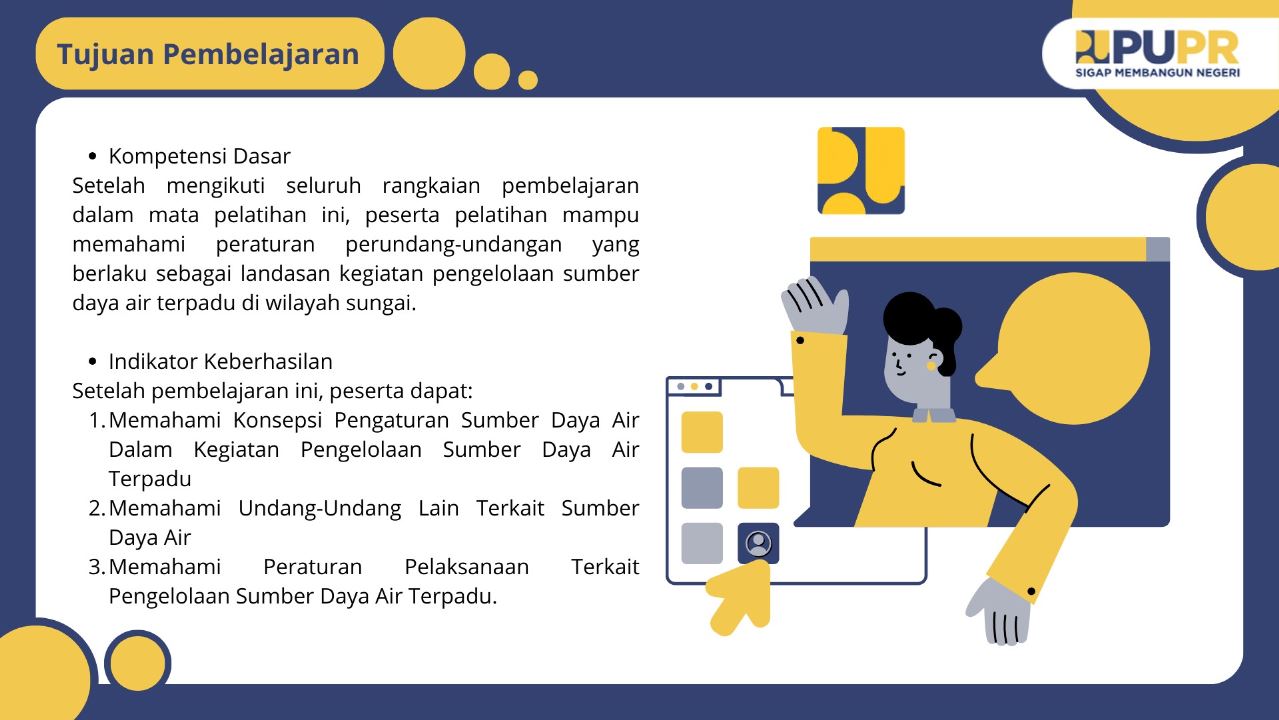 Tujuan Pembelajaran
PUPR
SIGAP MEMBANGUN NEGERI
• Kompetensi Dasar
Setelah mengikuti seluruh rangkaian pembelajaran
dalam mata pelatihan ini, peserta pelatihan mampu
memahami peraturan perundang-undangan yang
berlaku sebagai landasan kegiatan pengelolaan sumber
daya air terpadu di wilayah sungai.
• Indikator Keberhasilan
Setelah pembelajaran ini, peserta dapat:
1. Memahami Konsepsi Pengaturan Sumber Daya Air
Dalam Kegiatan Pengelolaan Sumber Daya Air
Terpadu
2. Memahami Undang-Undang Lain Terkait Sumber
Daya Air
3. Memahami Peraturan Pelaksanaan Terkait
Pengelolaan Sumber Daya Air Terpadu.